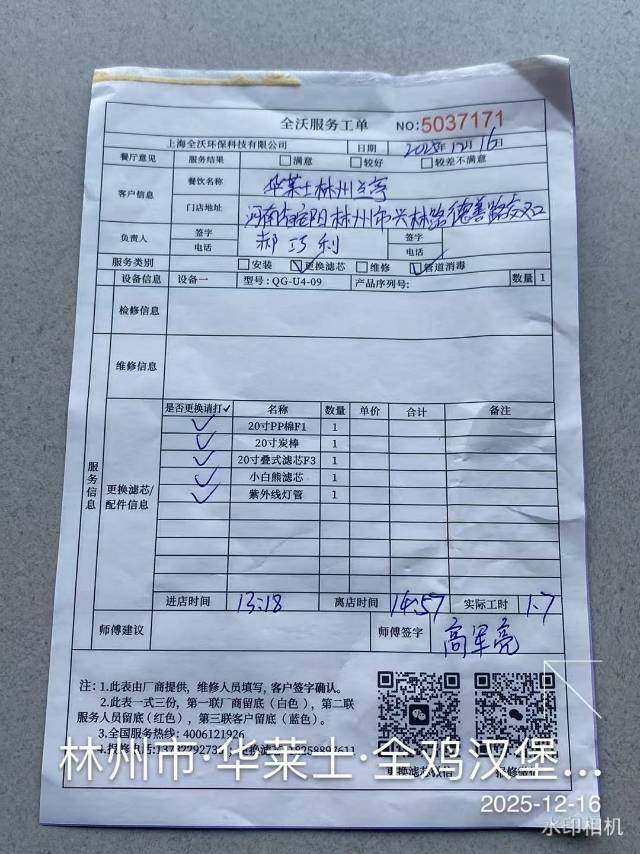 全沃服务工单 NO:5037171
上海全沃环保科技有限公司 日期 2025年12月16日
餐厅意见 服务结果 □满意 □较好 □较差不满意
客户信息 餐饮名称 华莱士林州
门店地址 河南省安阳林州市兴林路德善路交叉口
负责人 签字 郝巧利 签字
电话 电话
服务类别 □安装 ☑更换滤芯 □维修 ☑管道消毒
设备信息 设备一 型号:QG-U4-09 产品序列号: 数量 1
检修信息
维修信息
服务信息
更换滤芯/配件信息
是否更换请打✓ 名称 数量 单价 合计 备注
✓ 20寸PP棉F1 1
✓ 20寸炭棒 1
✓ 20寸叠式滤芯F3 1
✓ 小白熊滤芯 1
✓ 紫外线灯管 1
进店时间 13:18 离店时间 14:57 实际工时 1.7
师傅建议 师傅签字 高军亮
注:1.此表由厂商提供,维修人员填写,客户签字确认。
2.此表一式三份,第一联厂商留底(白色),第二联
服务人员留底(红色),第三联客户留底(蓝色)。
3.全国服务热线:4006121926
林州市·华莱士·全鸡汉堡...
2025-12-16
水印相机